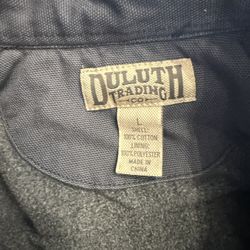 DULUTH
TRADING
CO
L
SHELL:
100% COTTON
LINING:
100% POLYESTER
MADE IN
CHINA